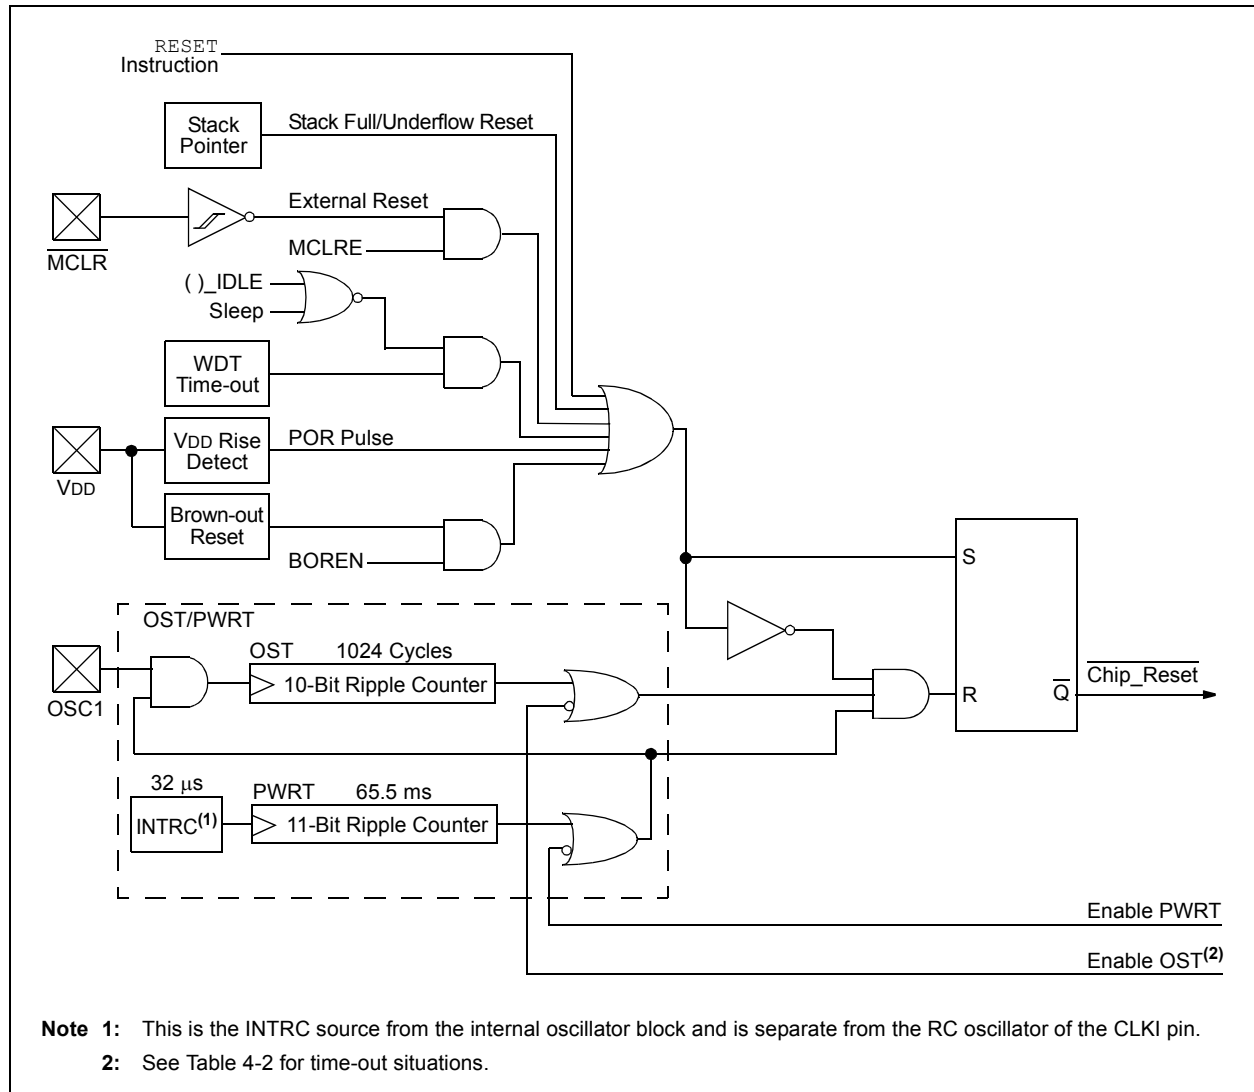 RESET
Instruction
Stack
Pointer
Stack Full/Underflow Reset
External Reset
MCLR
MCLRE
( )_IDLE
Sleep
WDT
Time-out
VDD Rise
Detect
POR Pulse
VDD
Brown-out
Reset
BOREN
S
OST/PWRT
OST 1024 Cycles
10-Bit Ripple Counter
OSC1
R
Q
Chip_Reset
32 μs
INTRC(1)
PWRT 65.5 ms
11-Bit Ripple Counter
Enable PWRT
Enable OST(2)
Note 1: This is the INTRC source from the internal oscillator block and is separate from the RC oscillator of the CLKI pin.
2: See Table 4-2 for time-out situations.